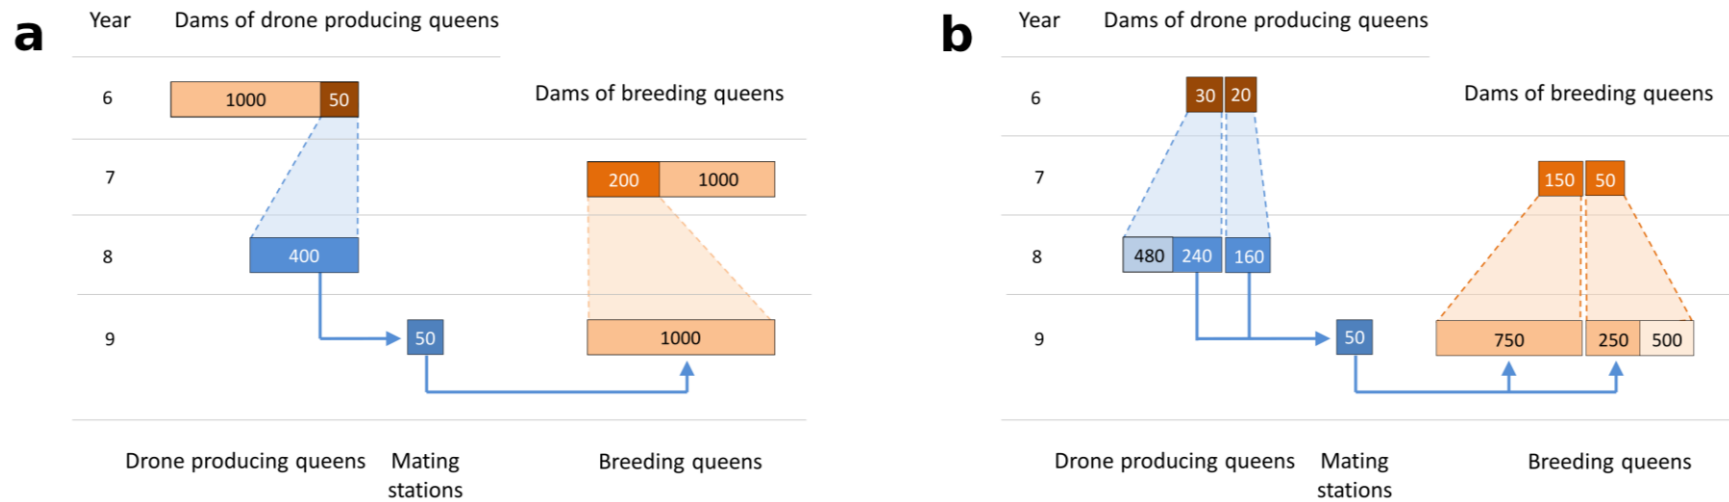 a
Year Dams of drone producing queens
6 1000 50
Dams of breeding queens
7 200 1000
8 400
9 50 1000
Drone producing queens Mating stations Breeding queens
b
Year Dams of drone producing queens
6 30 20
Dams of breeding queens
7 150 50
8 480 240 160
9 50 750 250 500
Drone producing queens Mating stations Breeding queens